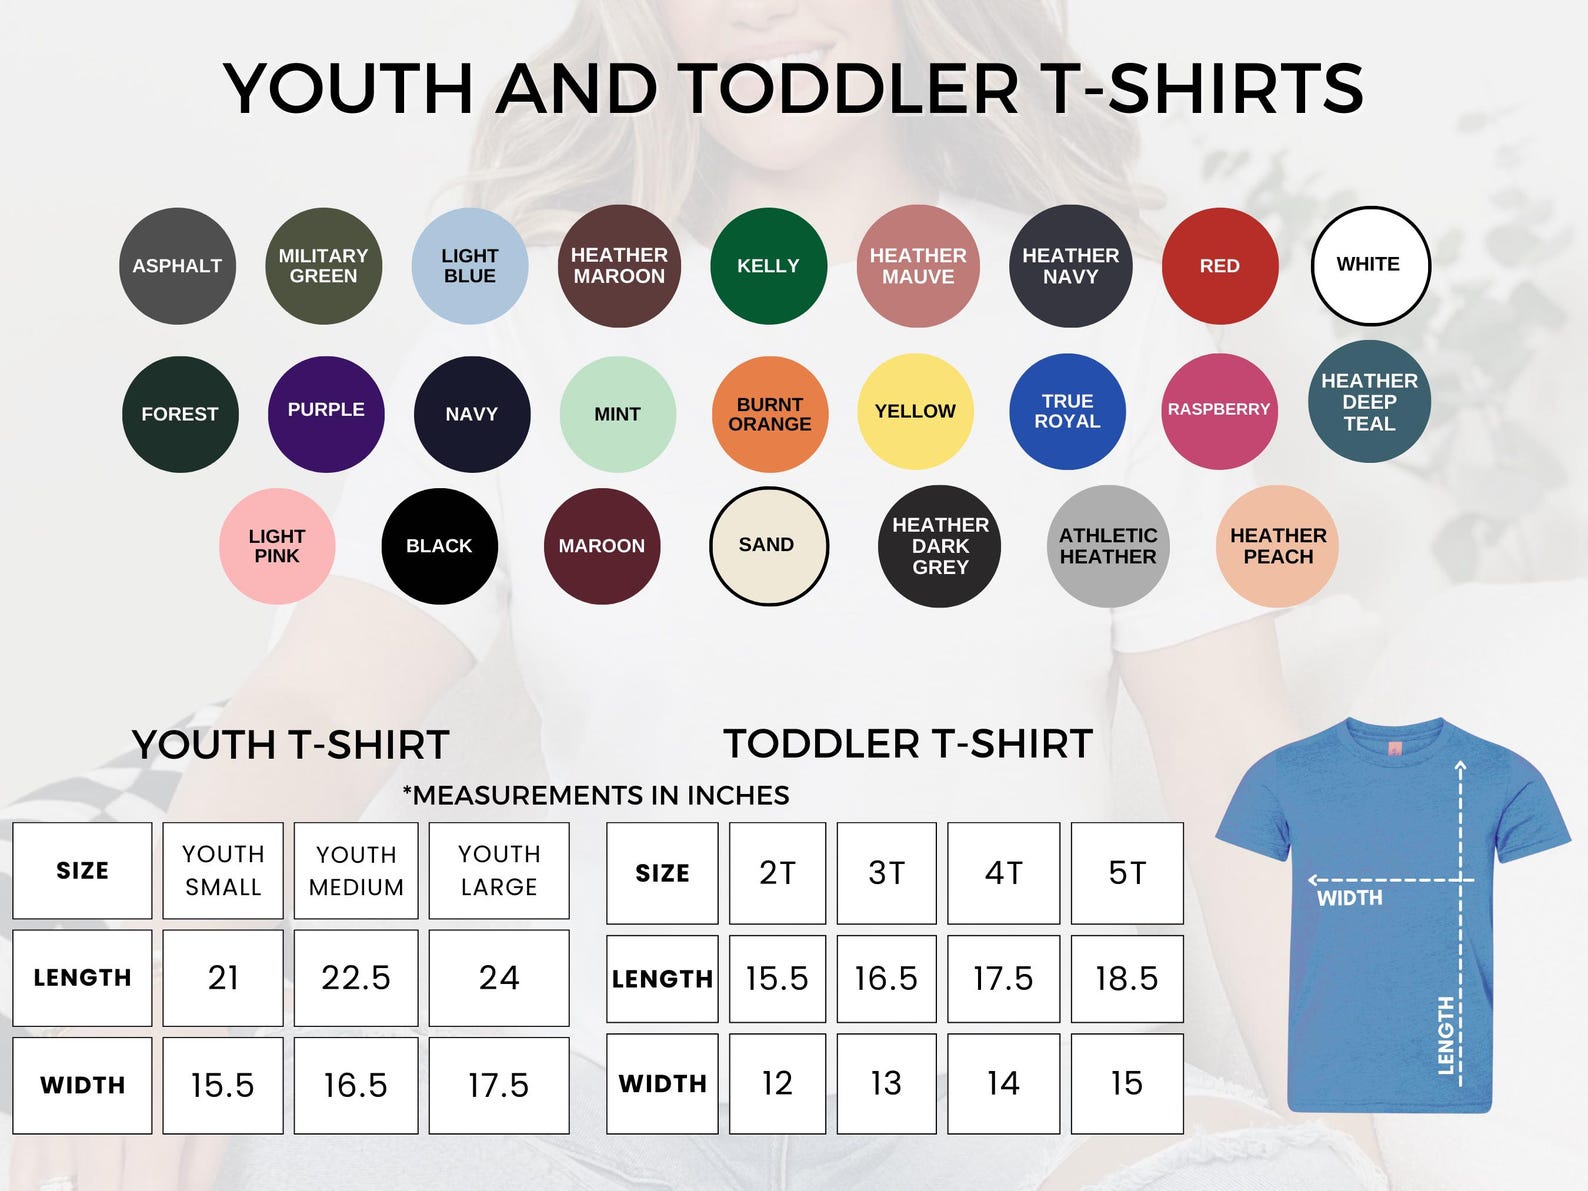 YOUTH AND TODDLER T-SHIRTS
ASPHALT
MILITARY
GREEN
LIGHT
BLUE
HEATHER
MAROON
KELLY
HEATHER
MAUVE
HEATHER
NAVY
RED
WHITE
FOREST
PURPLE
NAVY
MINT
BURNT
ORANGE
YELLOW
TRUE
ROYAL
RASPBERRY
HEATHER
DEEP
TEAL
LIGHT
PINK
BLACK
MAROON
SAND
HEATHER
DARK
GREY
ATHLETIC
HEATHER
HEATHER
PEACH
YOUTH T-SHIRT
TODDLER T-SHIRT
*MEASUREMENTS IN INCHES
SIZE
YOUTH
SMALL
YOUTH
MEDIUM
YOUTH
LARGE
LENGTH
21
22.5
24
WIDTH
15.5
16.5
17.5
SIZE
2T
3T
4T
5T
LENGTH
15.5
16.5
17.5
18.5
WIDTH
12
13
14
15
WIDTH
LENGTH